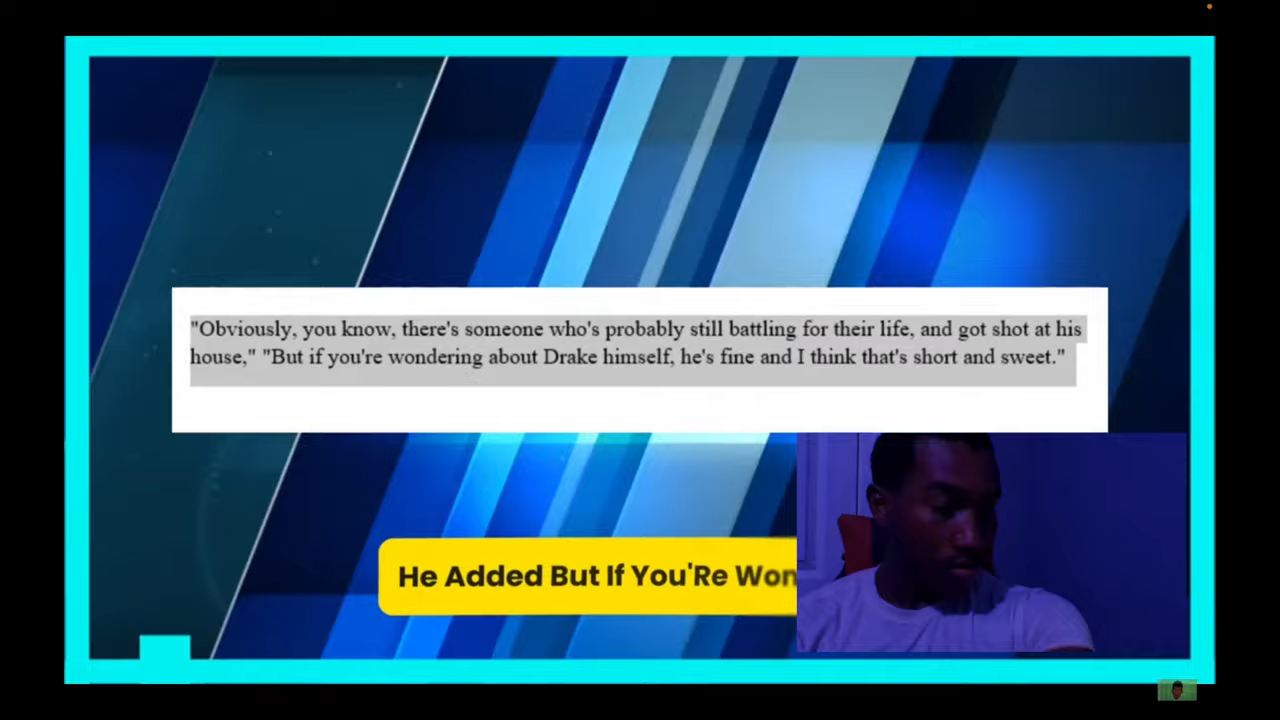 "Obviously, you know, there's someone who's probably still battling for their life, and got shot at his
house," "But if you're wondering about Drake himself, he's fine and I think that's short and sweet."
He Added But If You'Re Won